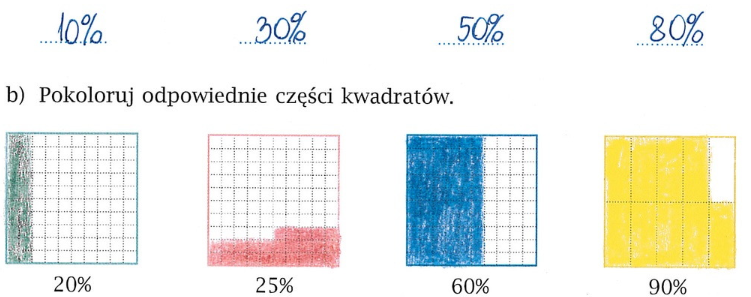 10% 30% 50% 80%
b) Pokoloruj odpowiednie części kwadratów.
20% 25% 60% 90%